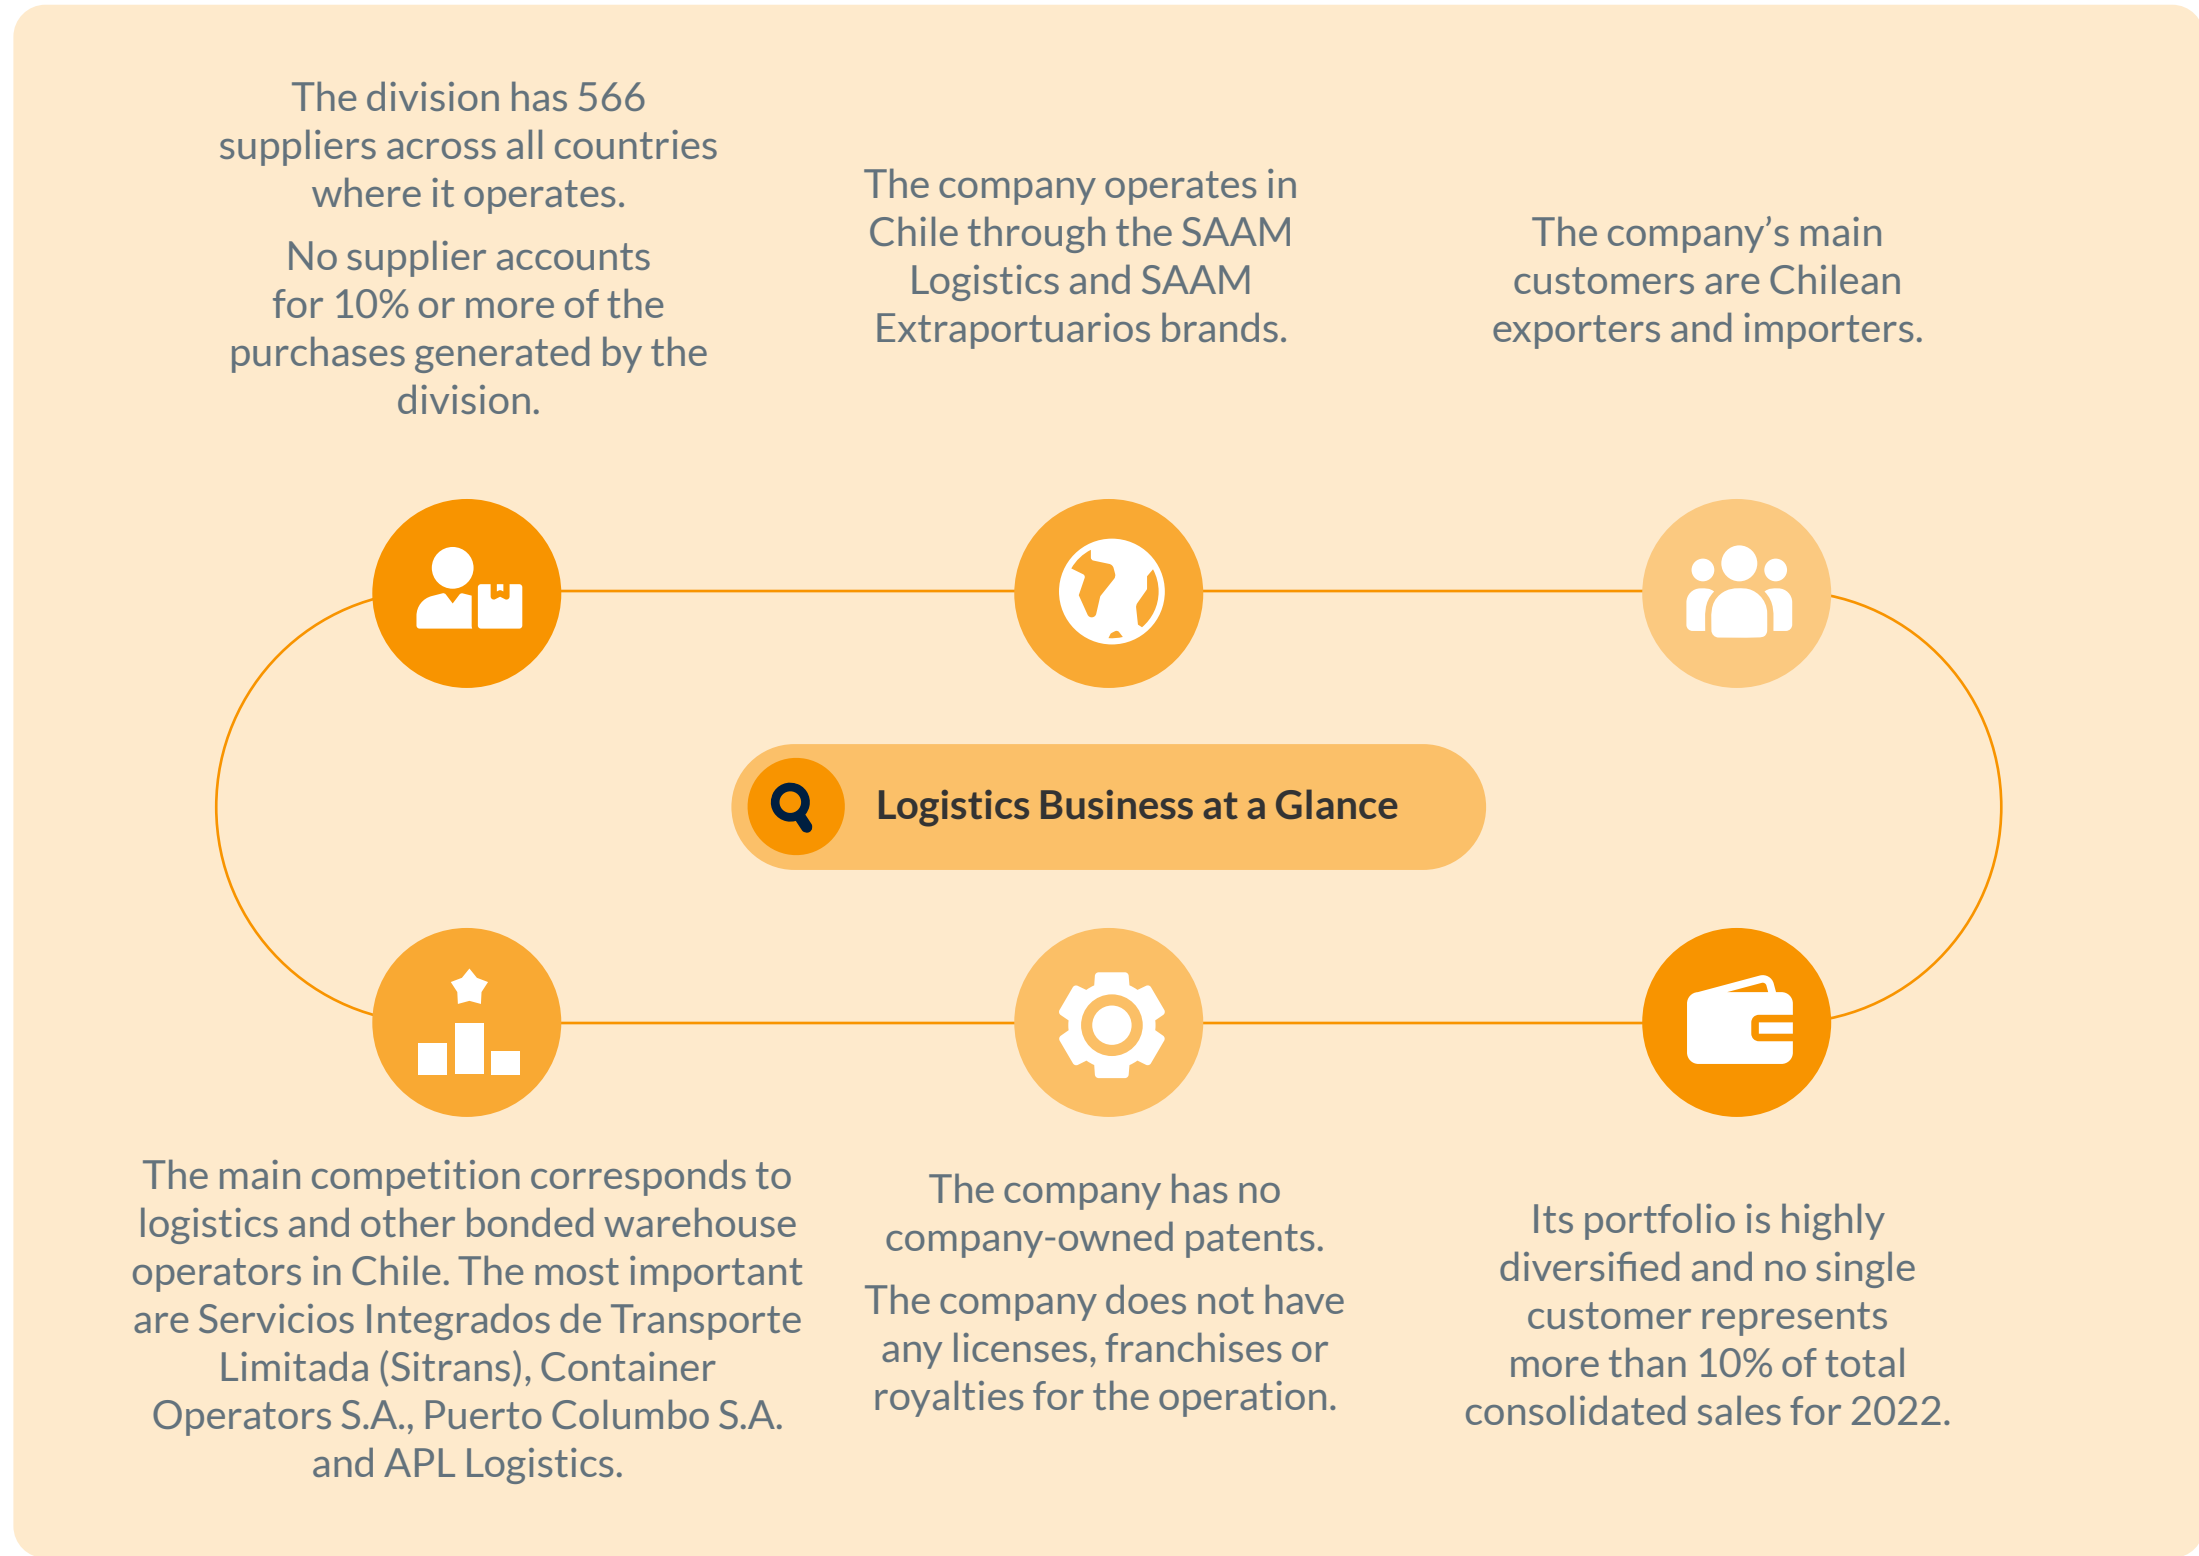 The division has 566
suppliers across all countries
where it operates.
No supplier accounts
for 10% or more of the
purchases generated by the
division.
The company operates in
Chile through the SAAM
Logistics and SAAM
Extraportuarios brands.
The company’s main
customers are Chilean
exporters and importers.
Logistics Business at a Glance
The main competition corresponds to
logistics and other bonded warehouse
operators in Chile. The most important
are Servicios Integrados de Transporte
Limitada (Sitrans), Container
Operators S.A., Puerto Columbo S.A.
and APL Logistics.
The company has no
company-owned patents.
The company does not have
any licenses, franchises or
royalties for the operation.
Its portfolio is highly
diversified and no single
customer represents
more than 10% of total
consolidated sales for 2022.